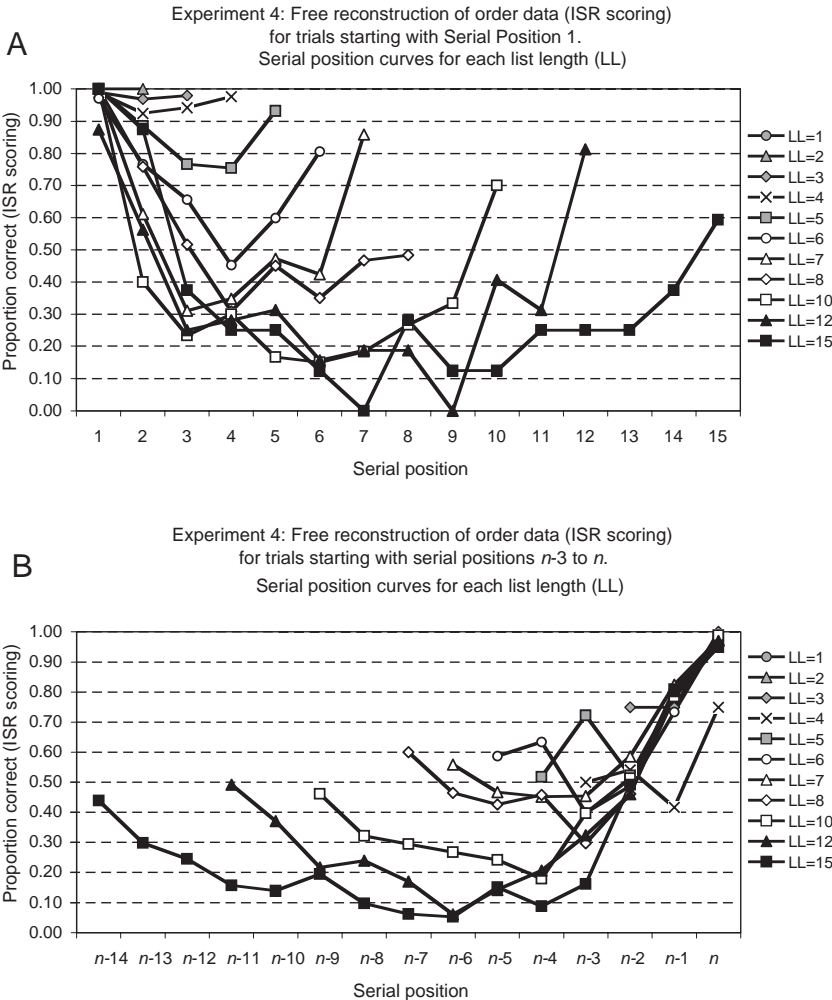 Experiment 4: Free reconstruction of order data (ISR scoring)
for trials starting with Serial Position 1.
Serial position curves for each list length (LL)
A
Proportion correct (ISR scoring)
1.00
0.90
0.80
0.70
0.60
0.50
0.40
0.30
0.20
0.10
0.00
1 2 3 4 5 6 7 8 9 10 11 12 13 14 15
Serial position
LL=1
LL=2
LL=3
LL=4
LL=5
LL=6
LL=7
LL=8
LL=10
LL=12
LL=15
Experiment 4: Free reconstruction of order data (ISR scoring)
for trials starting with serial positions n-3 to n.
Serial position curves for each list length (LL)
B
Proportion correct (ISR scoring)
1.00
0.90
0.80
0.70
0.60
0.50
0.40
0.30
0.20
0.10
0.00
n-14 n-13 n-12 n-11 n-10 n-9 n-8 n-7 n-6 n-5 n-4 n-3 n-2 n-1 n
Serial position
LL=1
LL=2
LL=3
LL=4
LL=5
LL=6
LL=7
LL=8
LL=10
LL=12
LL=15